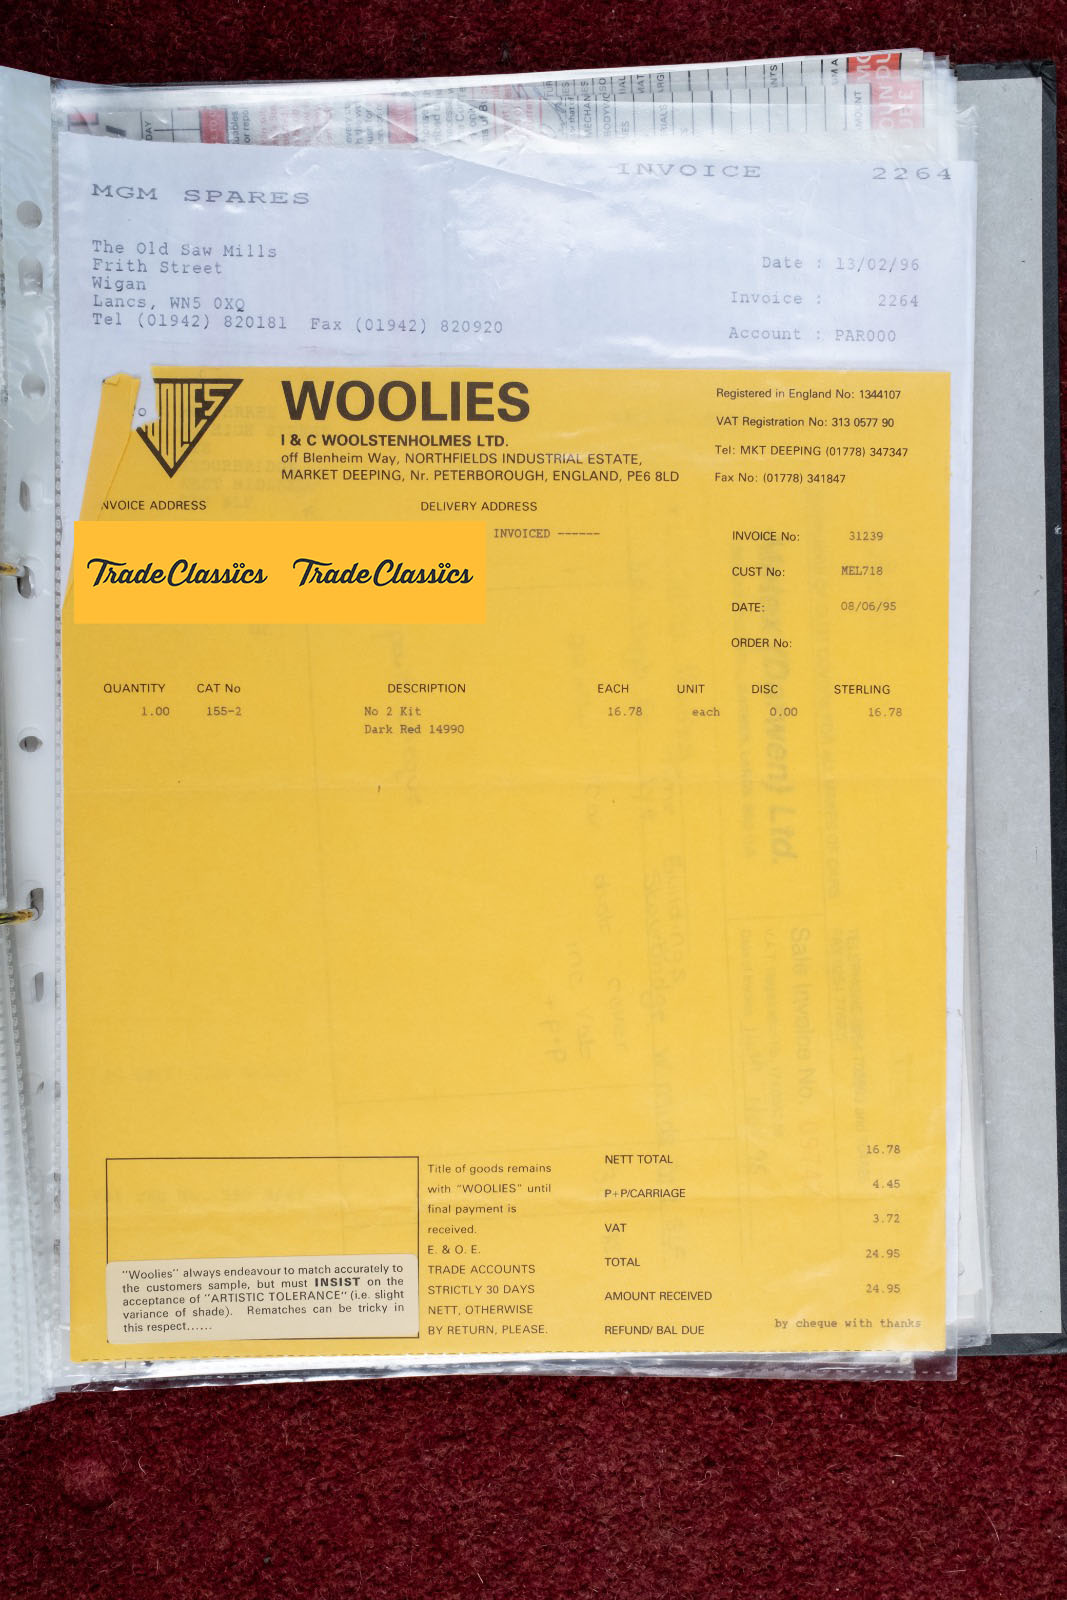 INVOICE 2264
MGM SPARES
The Old Saw Mills
Frith Street
Wigan
Lancs, WN5 0XQ
Tel (01942) 820181 Fax (01942) 820920
Date : 13/02/96
Invoice : 2264
Account : PAR000
WOOLIES
I & C WOOLSTENHOLMES LTD.
off Blenheim Way, NORTHFIELDS INDUSTRIAL ESTATE,
MARKET DEEPING, Nr. PETERBOROUGH, ENGLAND, PE6 8LD
Registered in England No: 1344107
VAT Registration No: 313 0577 90
Tel: MKT DEEPING (01778) 347347
Fax No: (01778) 341847
NVOICE ADDRESS DELIVERY ADDRESS
INVOICED ------
Trade Classics Trade Classics
INVOICE No: 31239
CUST No: MEL718
DATE: 08/06/95
ORDER No:
QUANTITY CAT No DESCRIPTION EACH UNIT DISC STERLING
1.00 155-2 No 2 Kit 16.78 each 0.00 16.78
Dark Red 14990
"Woolies" always endeavour to match accurately to
the customers sample, but must INSIST on the
acceptance of "ARTISTIC TOLERANCE" (i.e. slight
variance of shade). Rematches can be tricky in
this respect......
Title of goods remains
with "WOOLIES" until
final payment is
received.
E. & O. E.
TRADE ACCOUNTS
STRICTLY 30 DAYS
NETT, OTHERWISE
BY RETURN, PLEASE.
NETT TOTAL 16.78
P+P/CARRIAGE 4.45
VAT 3.72
TOTAL 24.95
AMOUNT RECEIVED 24.95
REFUND/ BAL DUE by cheque with thanks